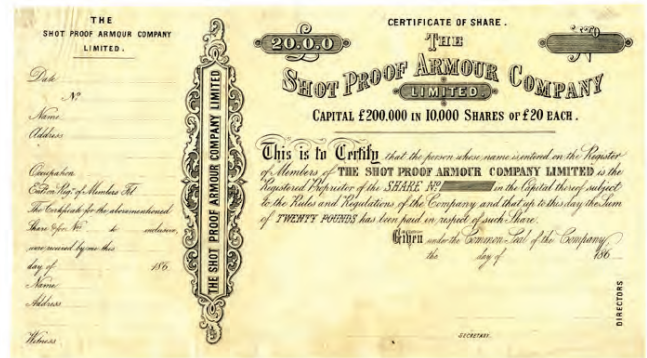 THE
SHOT PROOF ARMOUR COMPANY
LIMITED.
Date
No.
Name
Address
Occupation
Ent. on Reg. of Members Fol.
The Certificate for the abovementioned
Share for No. to inclusive,
were received by me this
day of 186
Name
Address
Witness
THE SHOT PROOF ARMOUR COMPANY LIMITED
CERTIFICATE OF SHARE.
20.0.0
THE
SHOT PROOF ARMOUR COMPANY
LIMITED
CAPITAL £200,000 IN 10,000 SHARES OF £20 EACH.
This is to Certify that the person whose name is entered on the Register
of Members of THE SHOT PROOF ARMOUR COMPANY LIMITED is the
Registered Proprietor of the SHARE No. in the Capital thereof subject
to the Rules and Regulations of the Company and that up to this day the Sum
of TWENTY POUNDS has been paid in respect of such Share.
Given under the Common Seal of the Company,
the day of 186
DIRECTORS
SECRETARY.